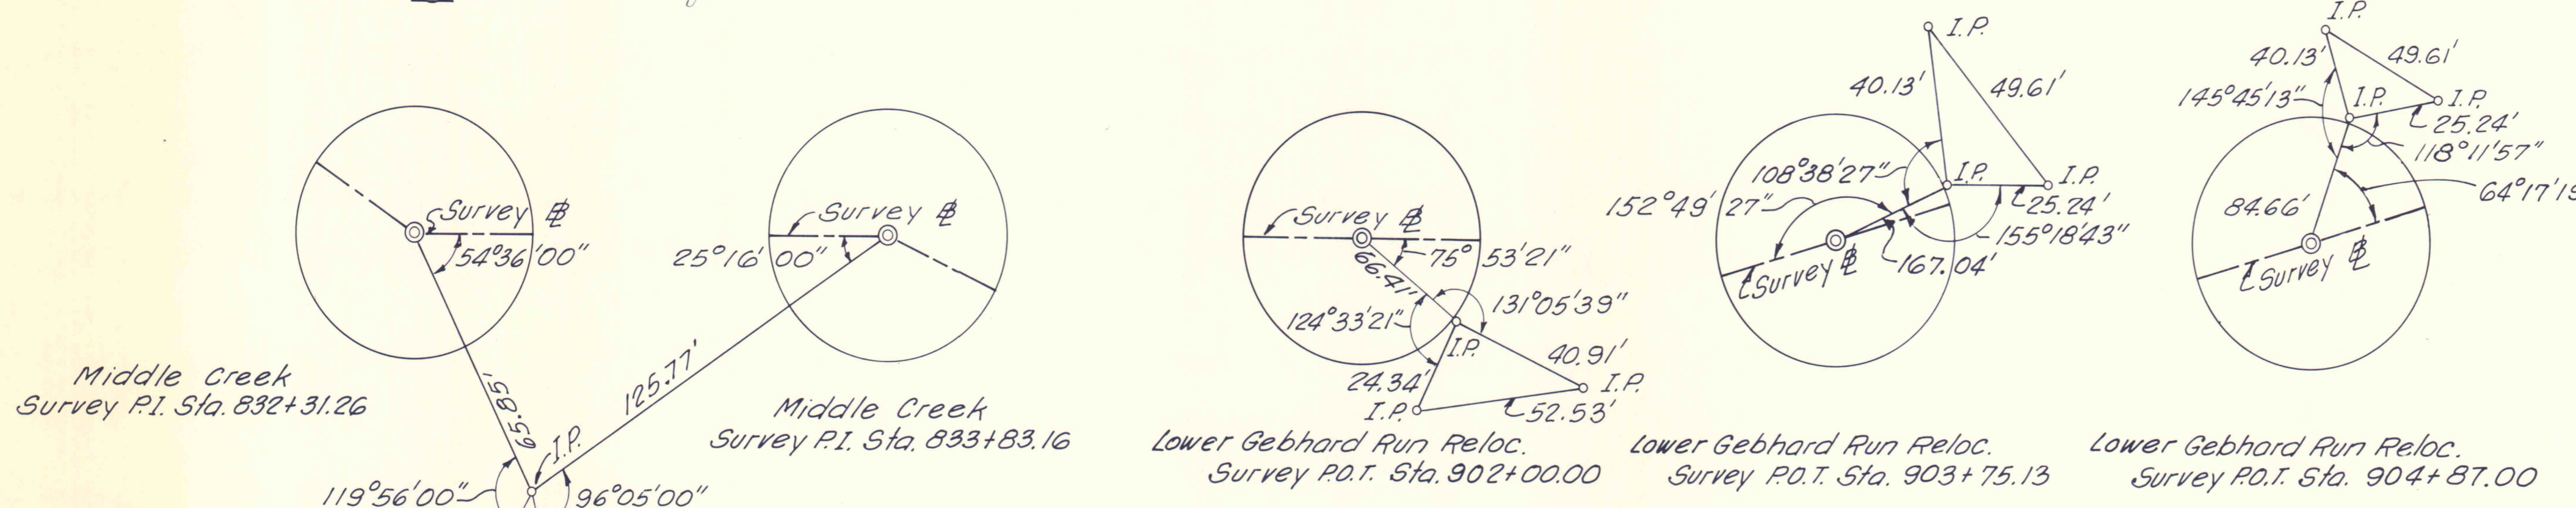 Survey ⅊
54°36'00"
65.85'
Middle Creek
Survey P.I. Sta. 832+31.26
119°56'00"
I.P.
96°05'00"
Survey ⅊
25°16'00"
125.77'
Middle Creek
Survey P.I. Sta. 833+83.16
Survey ⅊
75°53'21"
66.41'
131°05'39"
124°33'21"
I.P.
40.91'
24.34'
I.P.
I.P.
52.53'
Lower Gebhard Run Reloc.
Survey P.O.T. Sta. 902+00.00
I.P.
40.13'
49.61'
108°38'27"
I.P.
I.P.
152°49'27"
25.24'
155°18'43"
Survey ⅊
167.04'
Lower Gebhard Run Reloc.
Survey P.O.T. Sta. 903+75.13
I.P.
40.13'
49.61'
145°45'13"
I.P.
I.P.
25.24'
118°11'57"
64°17'19
84.66'
Survey ⅊
Lower Gebhard Run Reloc.
Survey P.O.T. Sta. 904+87.00